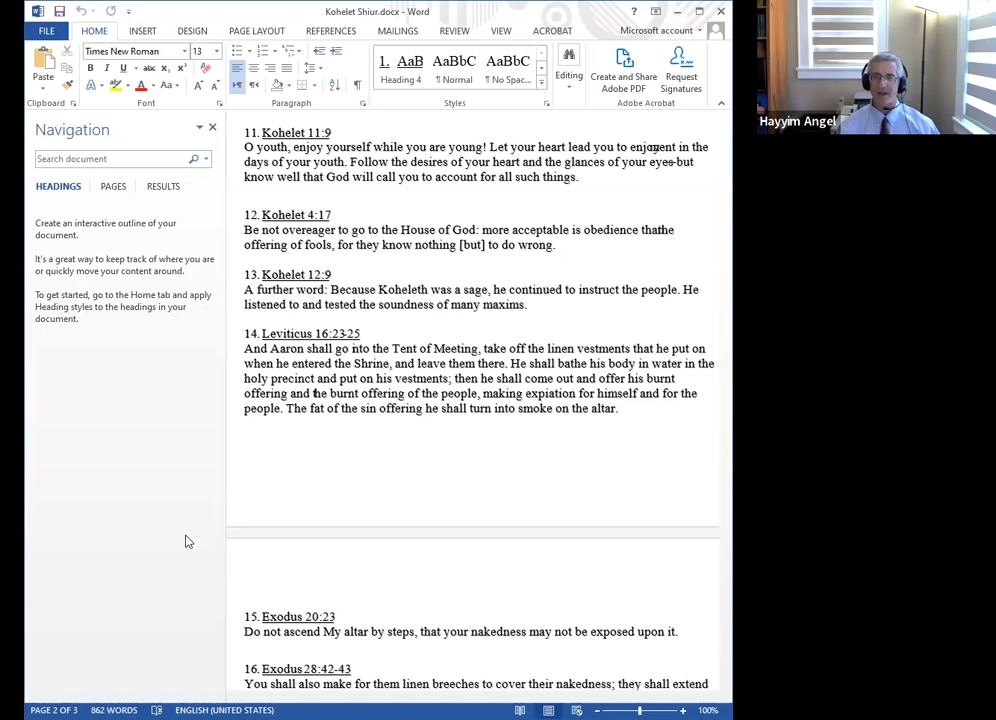 Kohelet Shiur.docx - Word
FILE HOME INSERT DESIGN PAGE LAYOUT REFERENCES MAILINGS REVIEW VIEW ACROBAT Microsoft account
Times New Roman 13
Paste
1. AaB AaBbC AaBbC
Heading 4 ¶ Normal ¶ No Spac...
Editing
Create and Share Adobe PDF
Request Signatures
Clipboard Font Paragraph Styles Adobe Acrobat
Hayyim Angel
Navigation
Search document
HEADINGS PAGES RESULTS
Create an interactive outline of your
document.
It's a great way to keep track of where you are
or quickly move your content around.
To get started, go to the Home tab and apply
Heading styles to the headings in your
document.
11. Kohelet 11:9
O youth, enjoy yourself while you are young! Let your heart lead you to enjoyment in the
days of your youth. Follow the desires of your heart and the glances of your eyes-but
know well that God will call you to account for all such things.
12. Kohelet 4:17
Be not overeager to go to the House of God: more acceptable is obedience than the
offering of fools, for they know nothing [but] to do wrong.
13. Kohelet 12:9
A further word: Because Koheleth was a sage, he continued to instruct the people. He
listened to and tested the soundness of many maxims.
14. Leviticus 16:23-25
And Aaron shall go into the Tent of Meeting, take off the linen vestments that he put on
when he entered the Shrine, and leave them there. He shall bathe his body in water in the
holy precinct and put on his vestments; then he shall come out and offer his burnt
offering and the burnt offering of the people, making expiation for himself and for the
people. The fat of the sin offering he shall turn into smoke on the altar.
15. Exodus 20:23
Do not ascend My altar by steps, that your nakedness may not be exposed upon it.
16. Exodus 28:42-43
You shall also make for them linen breeches to cover their nakedness; they shall extend
PAGE 2 OF 3 862 WORDS ENGLISH (UNITED STATES) 100%